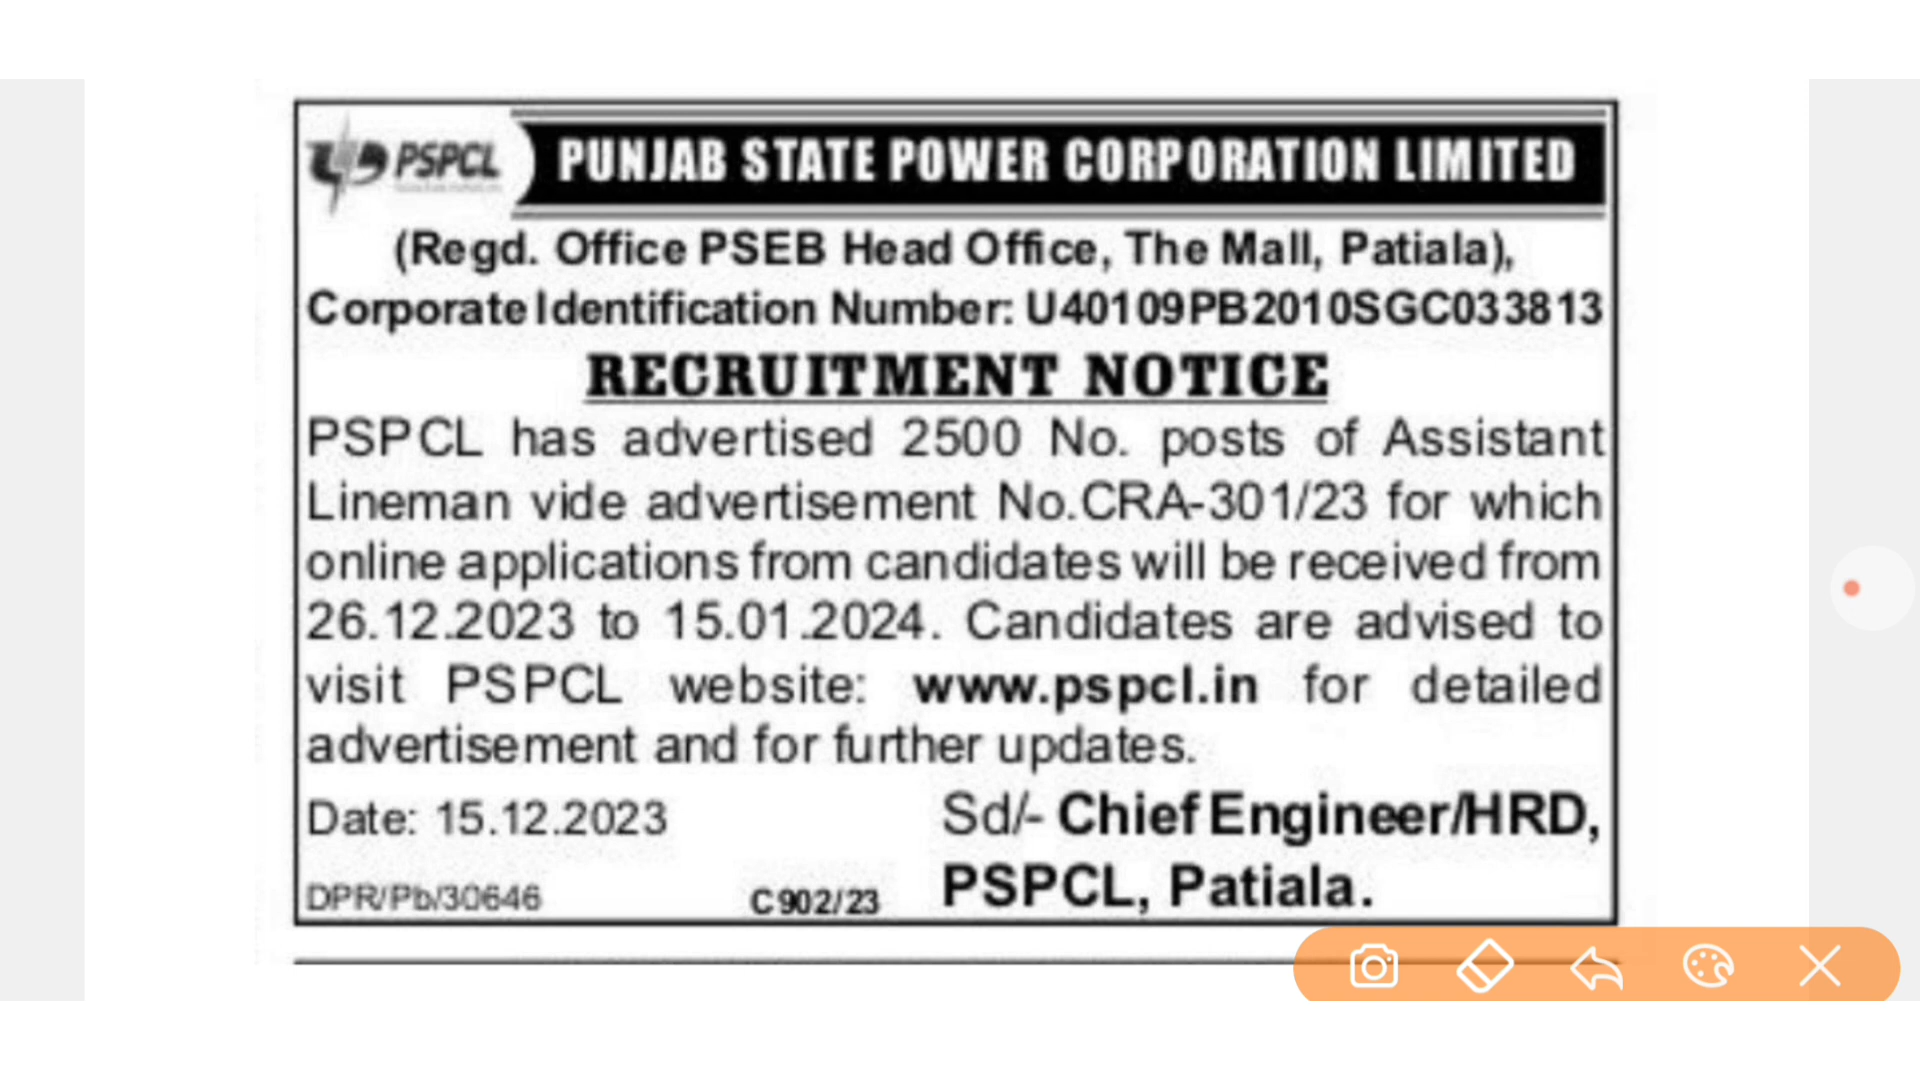 PSPCL PUNJAB STATE POWER CORPORATION LIMITED
(Regd. Office PSEB Head Office, The Mall, Patiala),
Corporate Identification Number: U40109PB2010SGC033813
RECRUITMENT NOTICE
PSPCL has advertised 2500 No. posts of Assistant
Lineman vide advertisement No.CRA-301/23 for which
online applications from candidates will be received from
26.12.2023 to 15.01.2024. Candidates are advised to
visit PSPCL website: www.pspcl.in for detailed
advertisement and for further updates.
Date: 15.12.2023
Sd/- Chief Engineer/HRD,
DPR/Pb/30646 C902/23 PSPCL, Patiala.